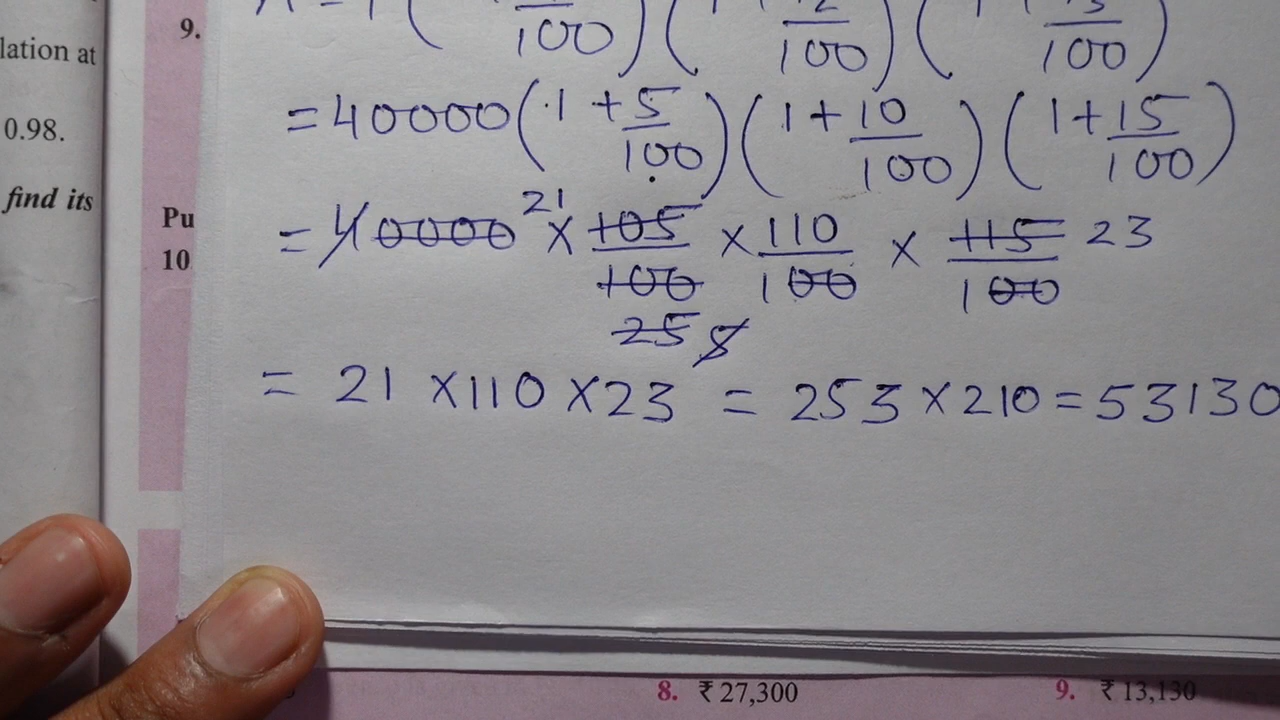 9.
lation at
0.98.
find its
Pu
10
100 ) ( 100 ) ( 100 )
= 40000 ( 1 + 5/100 ) ( 1 + 10/100 ) ( 1 + 15/100 )
= 40000 21 × 105/100 × 110/100 × 115/100 23
25 5
= 21 × 110 × 23 = 253 × 210 = 53130
8. ₹ 27,300
9. ₹ 13,130